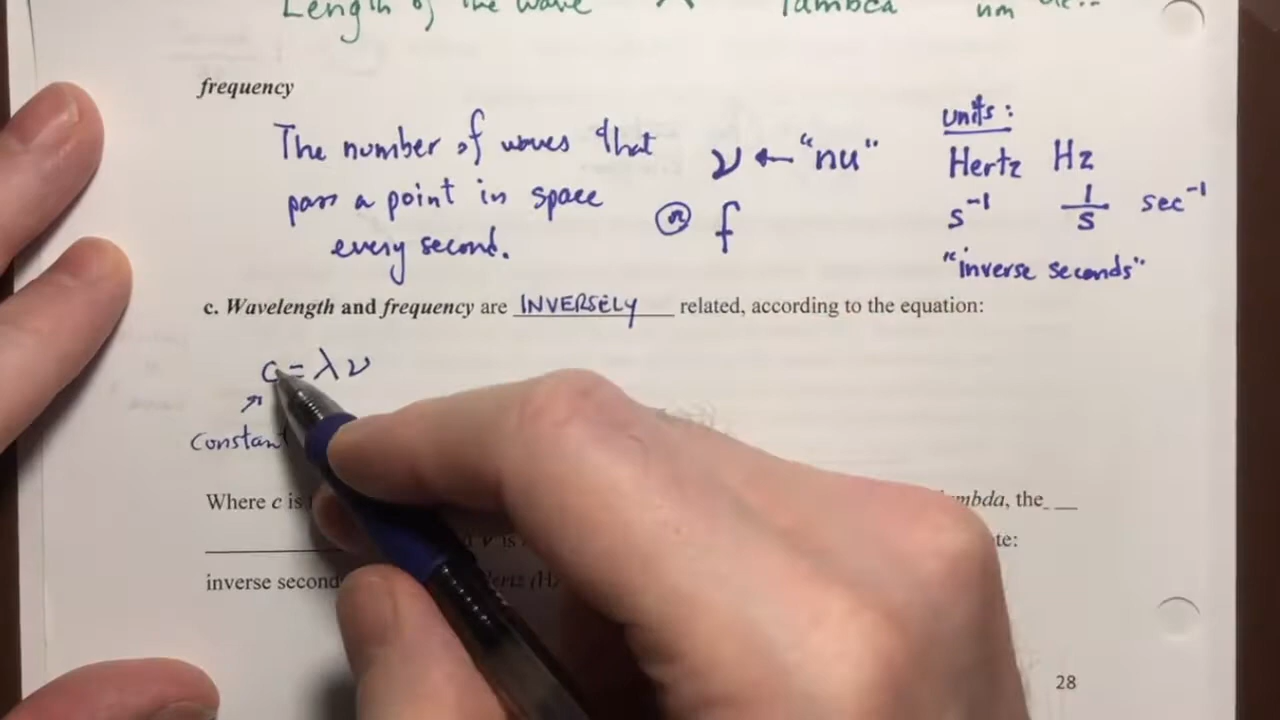 Length of the wave λ lambda nm etc..
frequency
The number of waves that
pass a point in space
every second.
ν ← "nu"
or f
units:
Hertz Hz
s⁻¹ 1/s sec⁻¹
"inverse seconds"
c. Wavelength and frequency are INVERSELY related, according to the equation:
c = λν
Constant
Where c is
the
inverse
28